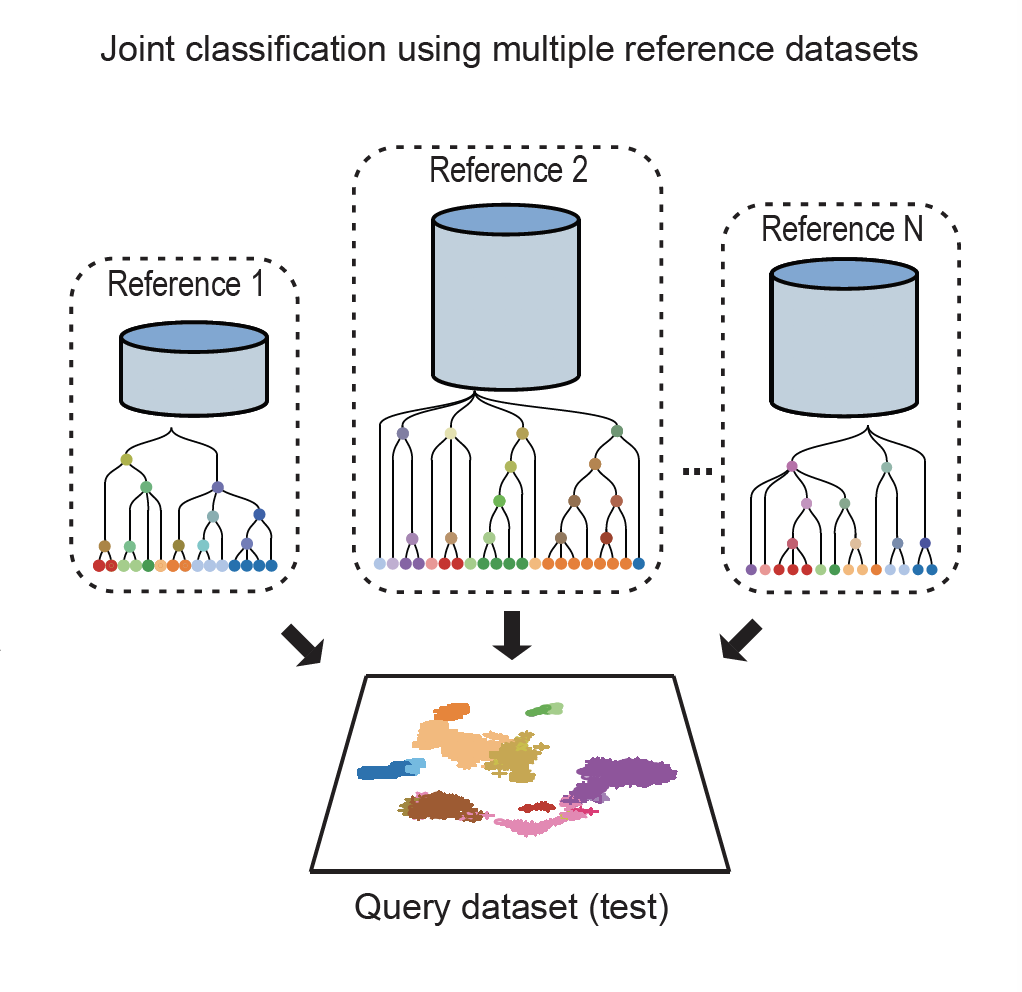 Joint classification using multiple reference datasets
Reference 1
Reference 2
Reference N
...
Query dataset (test)